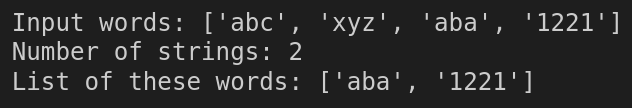 Input words: ['abc', 'xyz', 'aba', '1221']
Number of strings: 2
List of these words: ['aba', '1221']